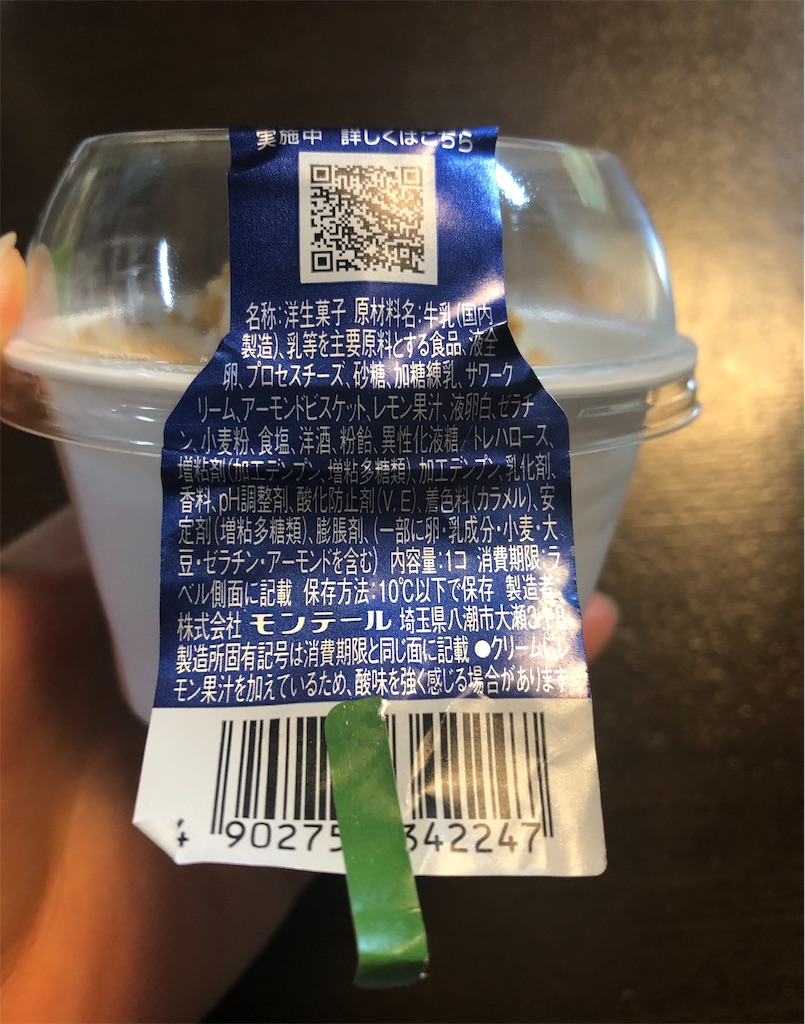 実施中 詳しくはこちら
名称:洋生菓子 原材料名:牛乳(国内
製造)、乳等を主要原料とする食品、液全
卵、プロセスチーズ、砂糖、加糖練乳、サワーク
リーム、アーモンドビスケット、レモン果汁、液卵白、ゼラチ
ン、小麦粉、食塩、洋酒、粉飴、異性化液糖/トレハロース、
増粘剤(加工デンプン、増粘多糖類)、加工デンプン、乳化剤、
香料、pH調整剤、酸化防止剤(V.E)、着色料(カラメル)、安
定剤(増粘多糖類)、膨脹剤、(一部に卵・乳成分・小麦・大
豆・ゼラチン・アーモンドを含む) 内容量:1コ 消費期限:ラ
ベル側面に記載 保存方法:10℃以下で保存 製造者:
株式会社 モンテール 埼玉県八潮市大瀬
製造所固有記号は消費期限と同じ面に記載 ●クリームにレ
モン果汁を加えているため、酸味を強く感じる場合があります
4 90275 342247